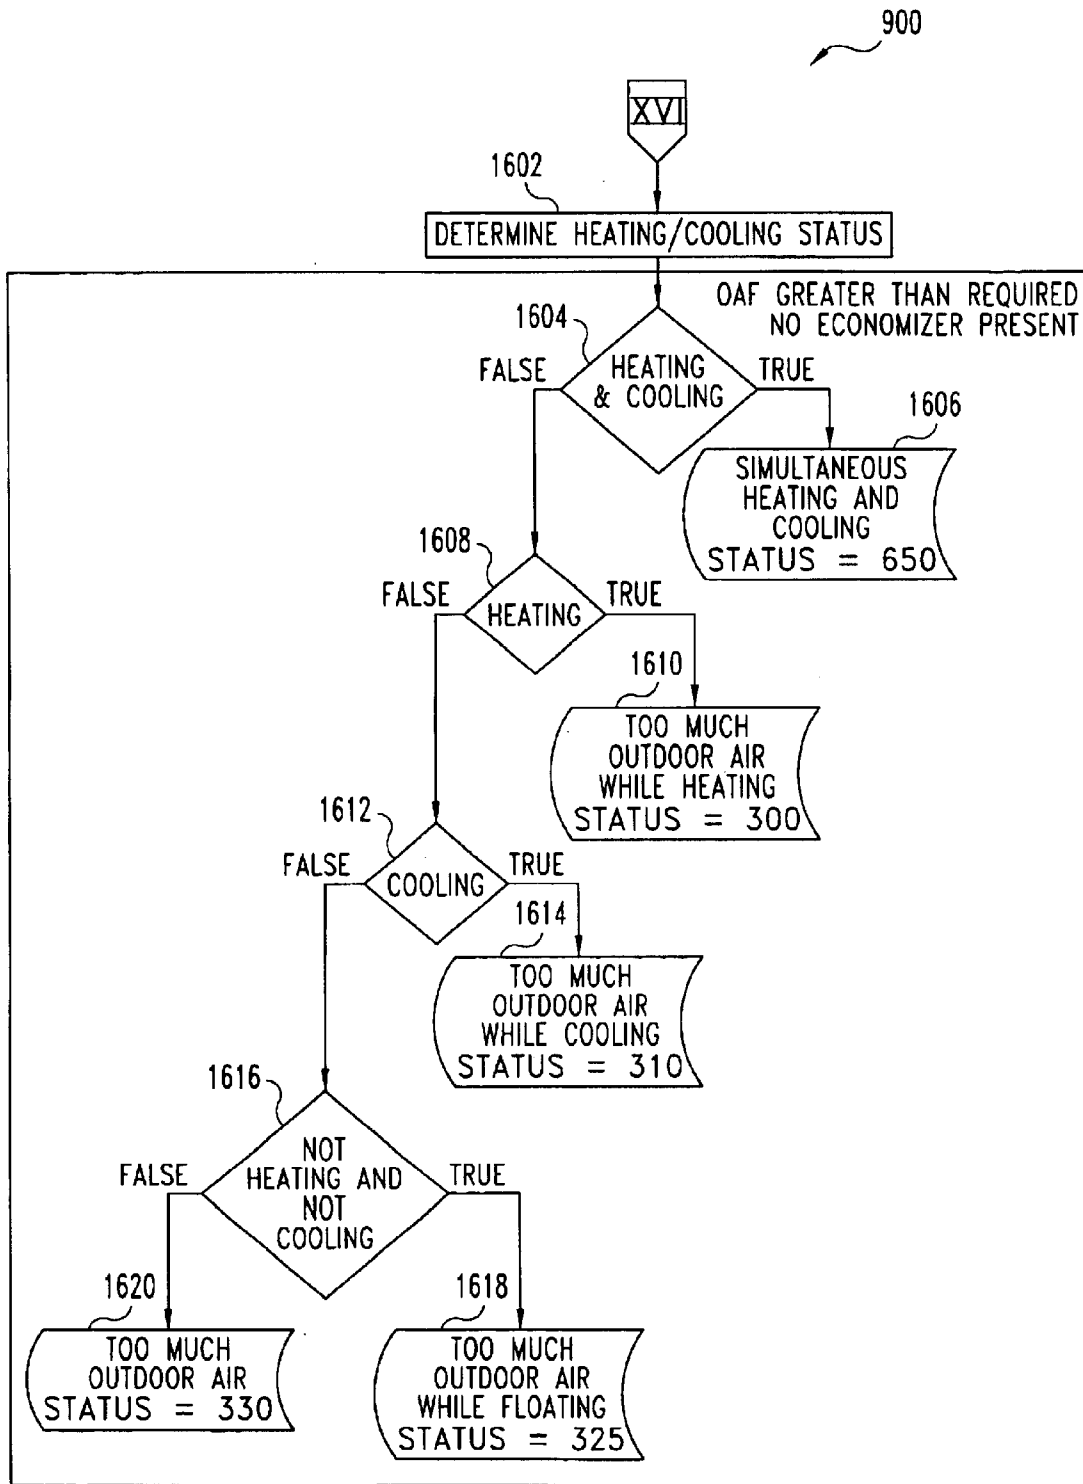 900
XVI
1602
DETERMINE HEATING/COOLING STATUS
OAF GREATER THAN REQUIRED
NO ECONOMIZER PRESENT
1604
FALSE
HEATING
& COOLING
TRUE
1606
SIMULTANEOUS
HEATING AND
COOLING
STATUS = 650
1608
FALSE
HEATING
TRUE
1610
TOO MUCH
OUTDOOR AIR
WHILE HEATING
STATUS = 300
1612
FALSE
COOLING
TRUE
1614
TOO MUCH
OUTDOOR AIR
WHILE COOLING
STATUS = 310
1616
FALSE
NOT
HEATING AND
NOT
COOLING
TRUE
1620
TOO MUCH
OUTDOOR AIR
STATUS = 330
1618
TOO MUCH
OUTDOOR AIR
WHILE FLOATING
STATUS = 325